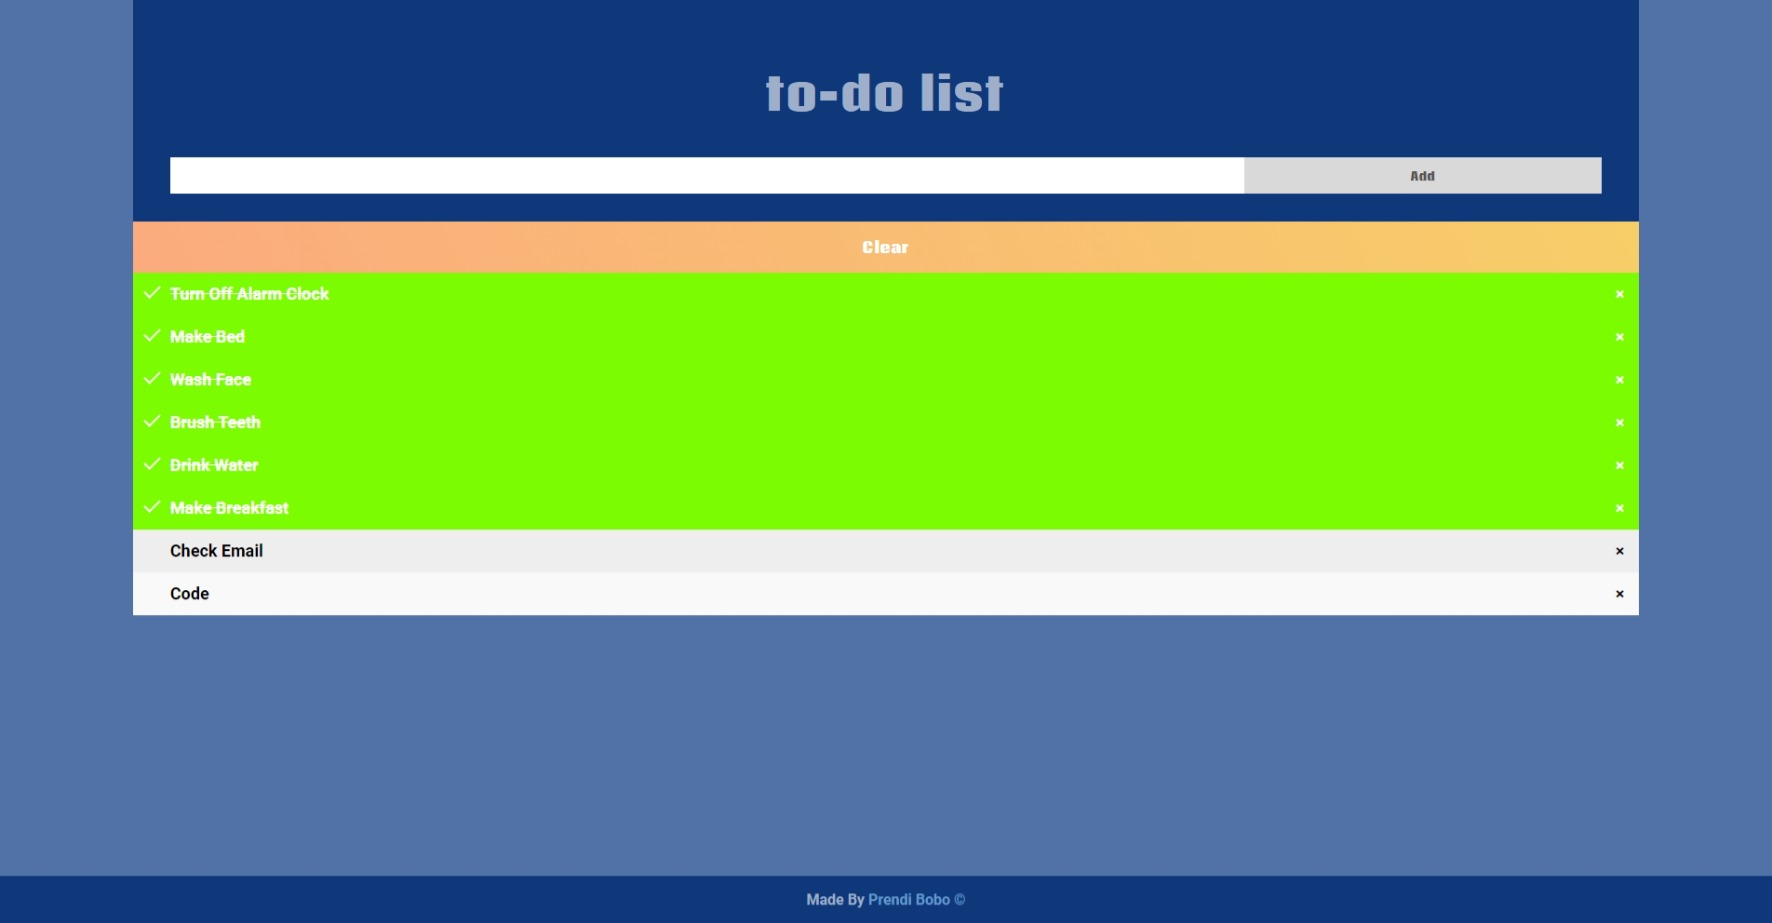 to-do list
Add
Clear
Turn Off Alarm Clock ×
Make Bed ×
Wash Face ×
Brush Teeth ×
Drink Water ×
Make Breakfast ×
Check Email ×
Code ×
Made By Prendi Bobo ©